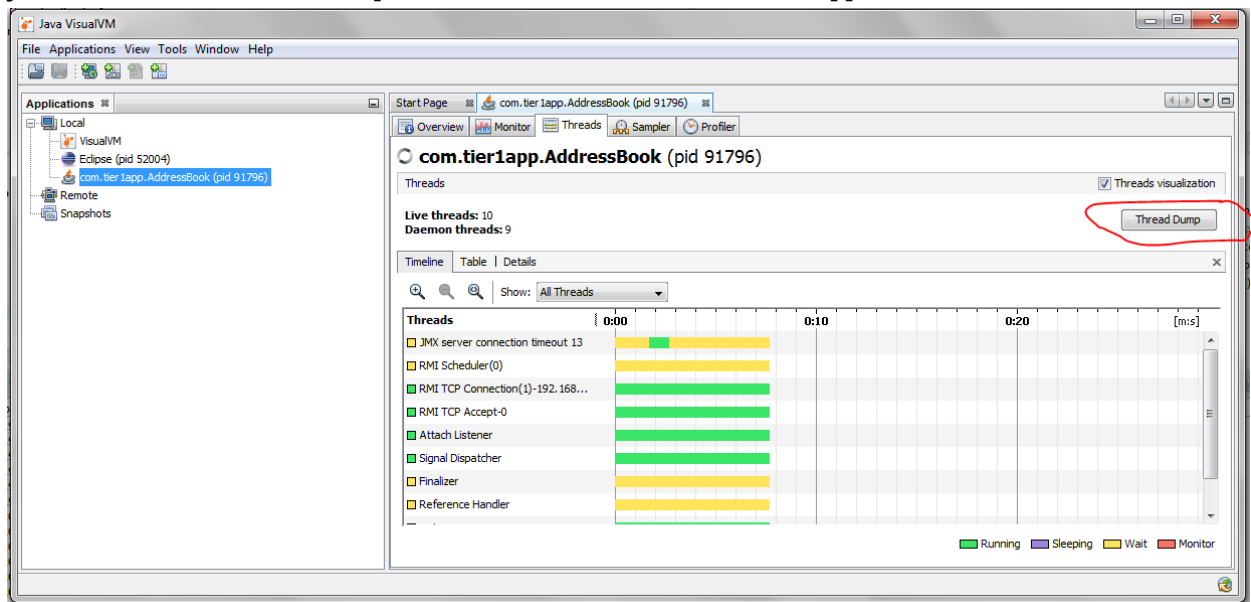 Java VisualVM
File Applications View Tools Window Help
Applications
Local
VisualVM
Eclipse (pid 52004)
com.tier1app.AddressBook (pid 91796)
Remote
Snapshots
Start Page com.tier1app.AddressBook (pid 91796)
Overview Monitor Threads Sampler Profiler
com.tier1app.AddressBook (pid 91796)
Threads Threads visualization
Live threads: 10
Daemon threads: 9
Thread Dump
Timeline Table Details
Show: All Threads
Threads 0:00 0:10 0:20 [m:s]
JMX server connection timeout 13
RMI Scheduler(0)
RMI TCP Connection(1)-192.168...
RMI TCP Accept-0
Attach Listener
Signal Dispatcher
Finalizer
Reference Handler
Running Sleeping Wait Monitor